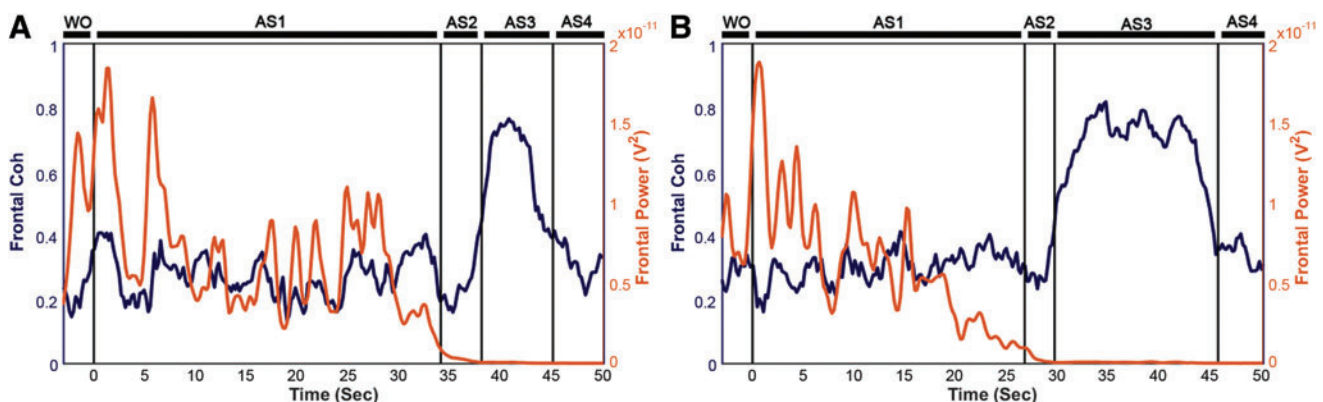 A
WO AS1 AS2 AS3 AS4
x10⁻¹¹
1 0.8 0.6 0.4 0.2 0
Frontal Coh
2 1.5 1 0.5 0
Frontal Power (V²)
0 5 10 15 20 25 30 35 40 45 50
Time (Sec)
B
WO AS1 AS2 AS3 AS4
x10⁻¹¹
1 0.8 0.6 0.4 0.2 0
Frontal Coh
2 1.5 1 0.5 0
Frontal Power (V²)
0 5 10 15 20 25 30 35 40 45 50
Time (Sec)